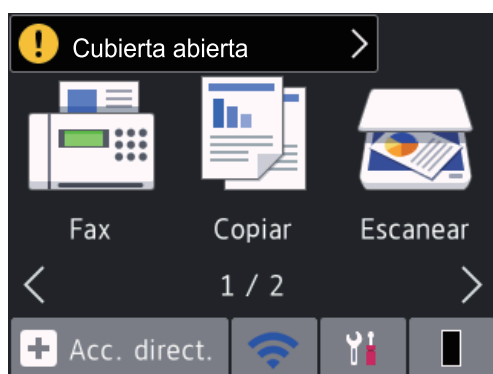 Cubierta abierta
Fax Copiar Escanear
1 / 2
Acc. direct.